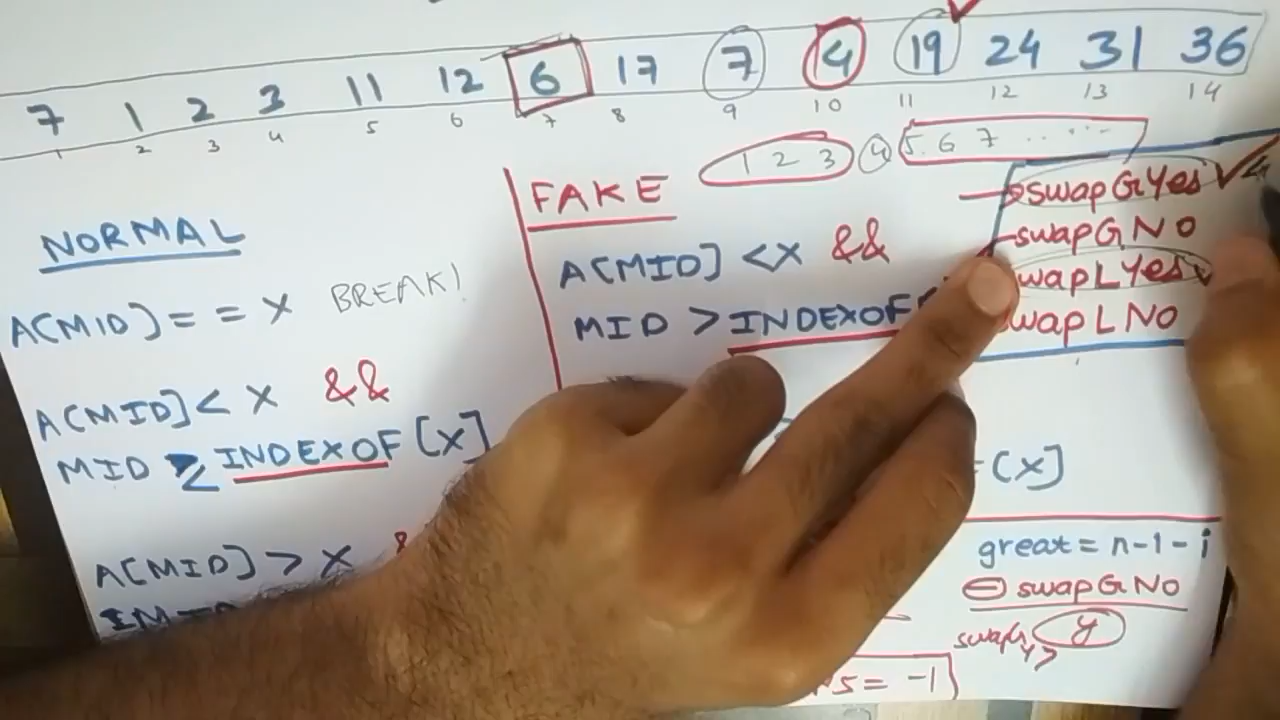 7 1 2 3 11 12 6 17 7 4 19 24 31 36
1 2 3 4 5 6 7 8 9 10 11 12 13 14
1 2 3 4 5 6 7 ......
NORMAL
A[MID] == X BREAK!
A[MID] < X &&
MID > INDEXOF [X]
A[MID] > X
FAKE
A[MID] < X &&
MID > INDEXOF
swapGYes
swapGNO
swapLYes
swapLNO
[X]
great = n-1-i
swapGNO
y
= -1